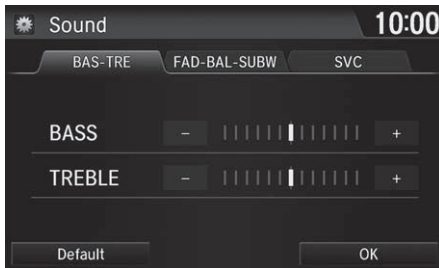 Sound 10:00
BAS-TRE FAD-BAL-SUBW SVC
BASS - +
TREBLE - +
Default OK